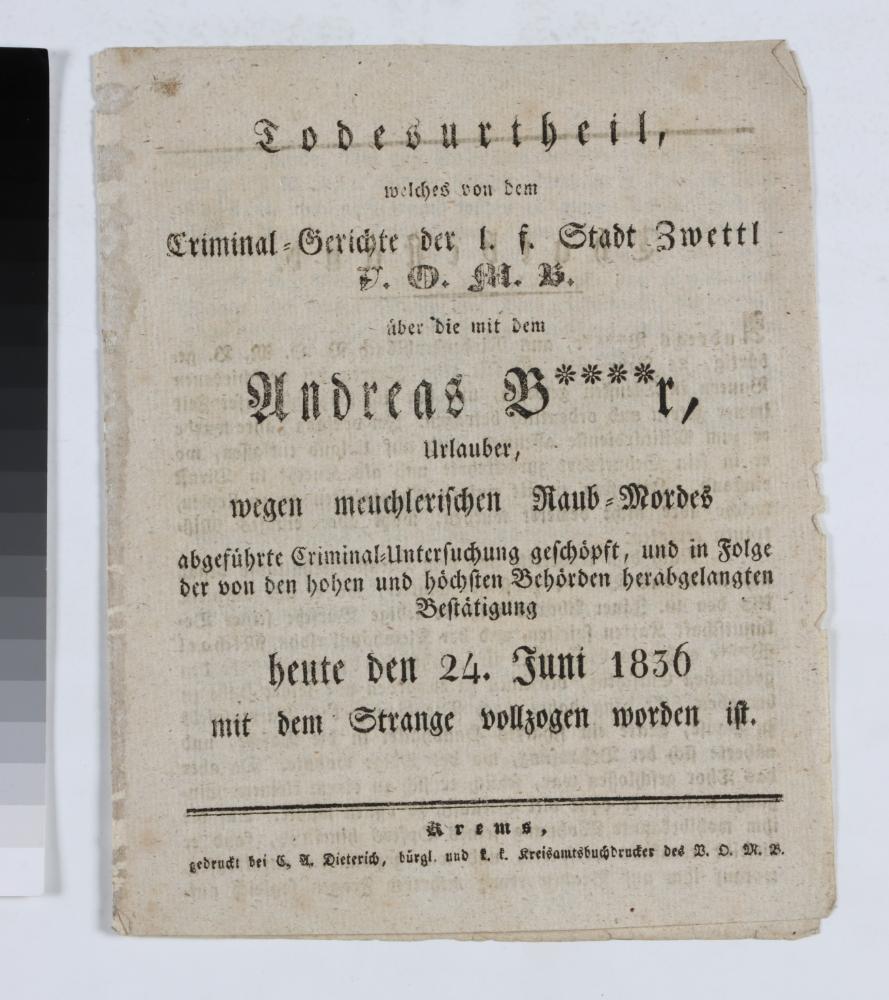 Todesurtheil,
welches von dem
Criminal-Gerichte der l. f. Stadt Zwettl
V. O. M. B.
über die mit dem
Andreas B****r,
Urlauber,
wegen meuchlerischen Raub-Mordes
abgeführte Criminal-Untersuchung geschöpft, und in Folge
der von den hohen und höchsten Behörden herabgelangten
Bestätigung
heute den 24. Juni 1836
mit dem Strange vollzogen worden ist.
Krems,
gedruckt bei C, A. Dieterich, bürgl. und k. k. Kreisamtsbuchdrucker des V. O. M. B.